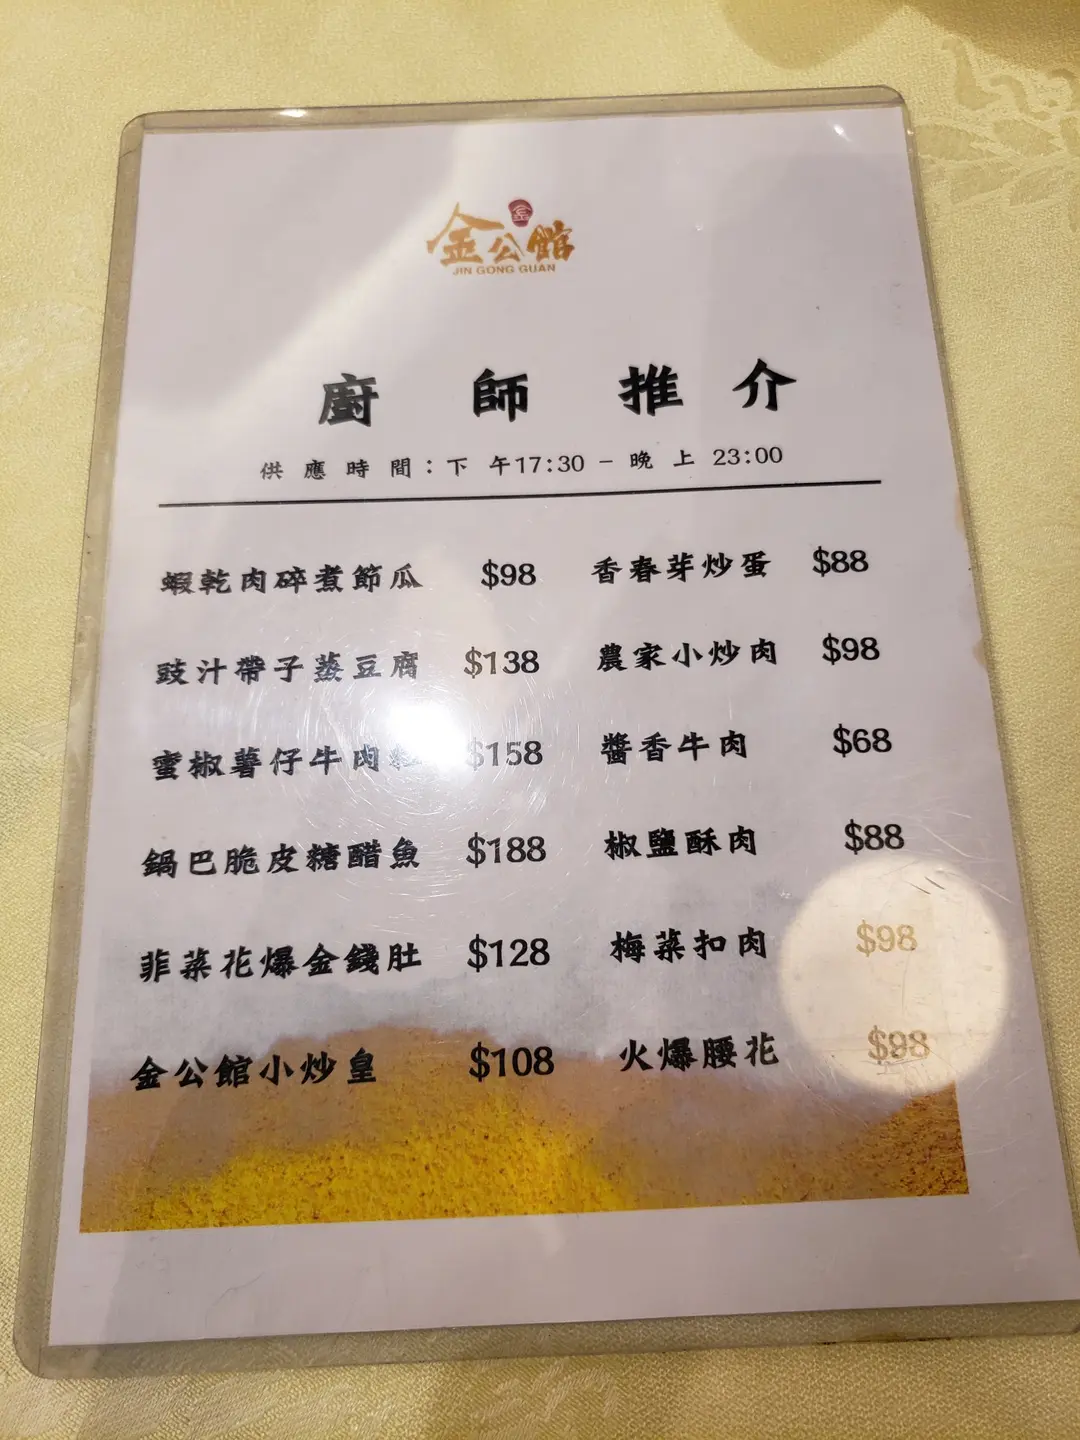 金公館
JIN GONG GUAN
廚師推介
供應時間：下午17:30 – 晚上 23:00
蝦乾肉碎煮節瓜 $98 香春芽炒蛋 $88
豉汁帶子蒸豆腐 $138 農家小炒肉 $98
蜜椒薯仔牛肉粒 $158 醬香牛肉 $68
鍋巴脆皮糖醋魚 $188 椒鹽酥肉 $88
韮菜花爆金錢肚 $128 梅菜扣肉 $98
金公館小炒皇 $108 火爆腰花 $98